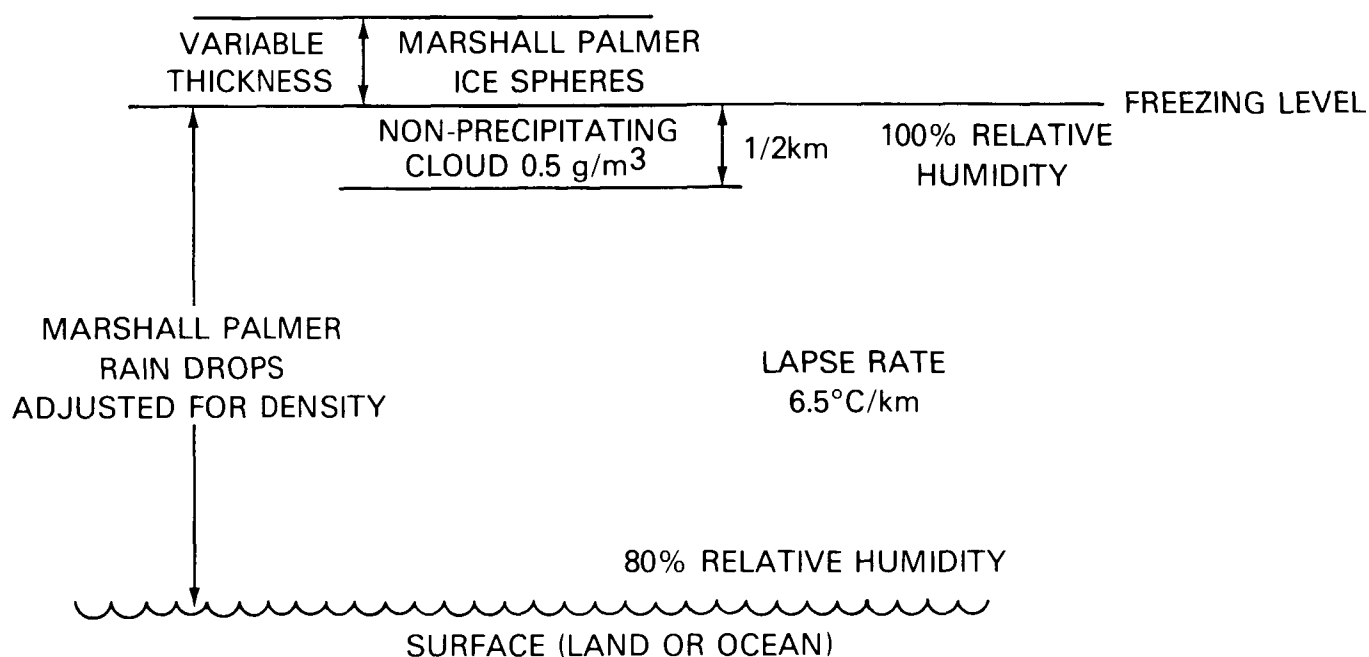 VARIABLE
THICKNESS
MARSHALL PALMER
ICE SPHERES
FREEZING LEVEL
NON-PRECIPITATING
CLOUD 0.5 g/m³
1/2km
100% RELATIVE
HUMIDITY
MARSHALL PALMER
RAIN DROPS
ADJUSTED FOR DENSITY
LAPSE RATE
6.5°C/km
80% RELATIVE HUMIDITY
SURFACE (LAND OR OCEAN)